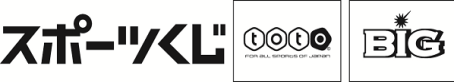 スポーツくじ
toto
FOR ALL SPORTS OF JAPAN
BIG